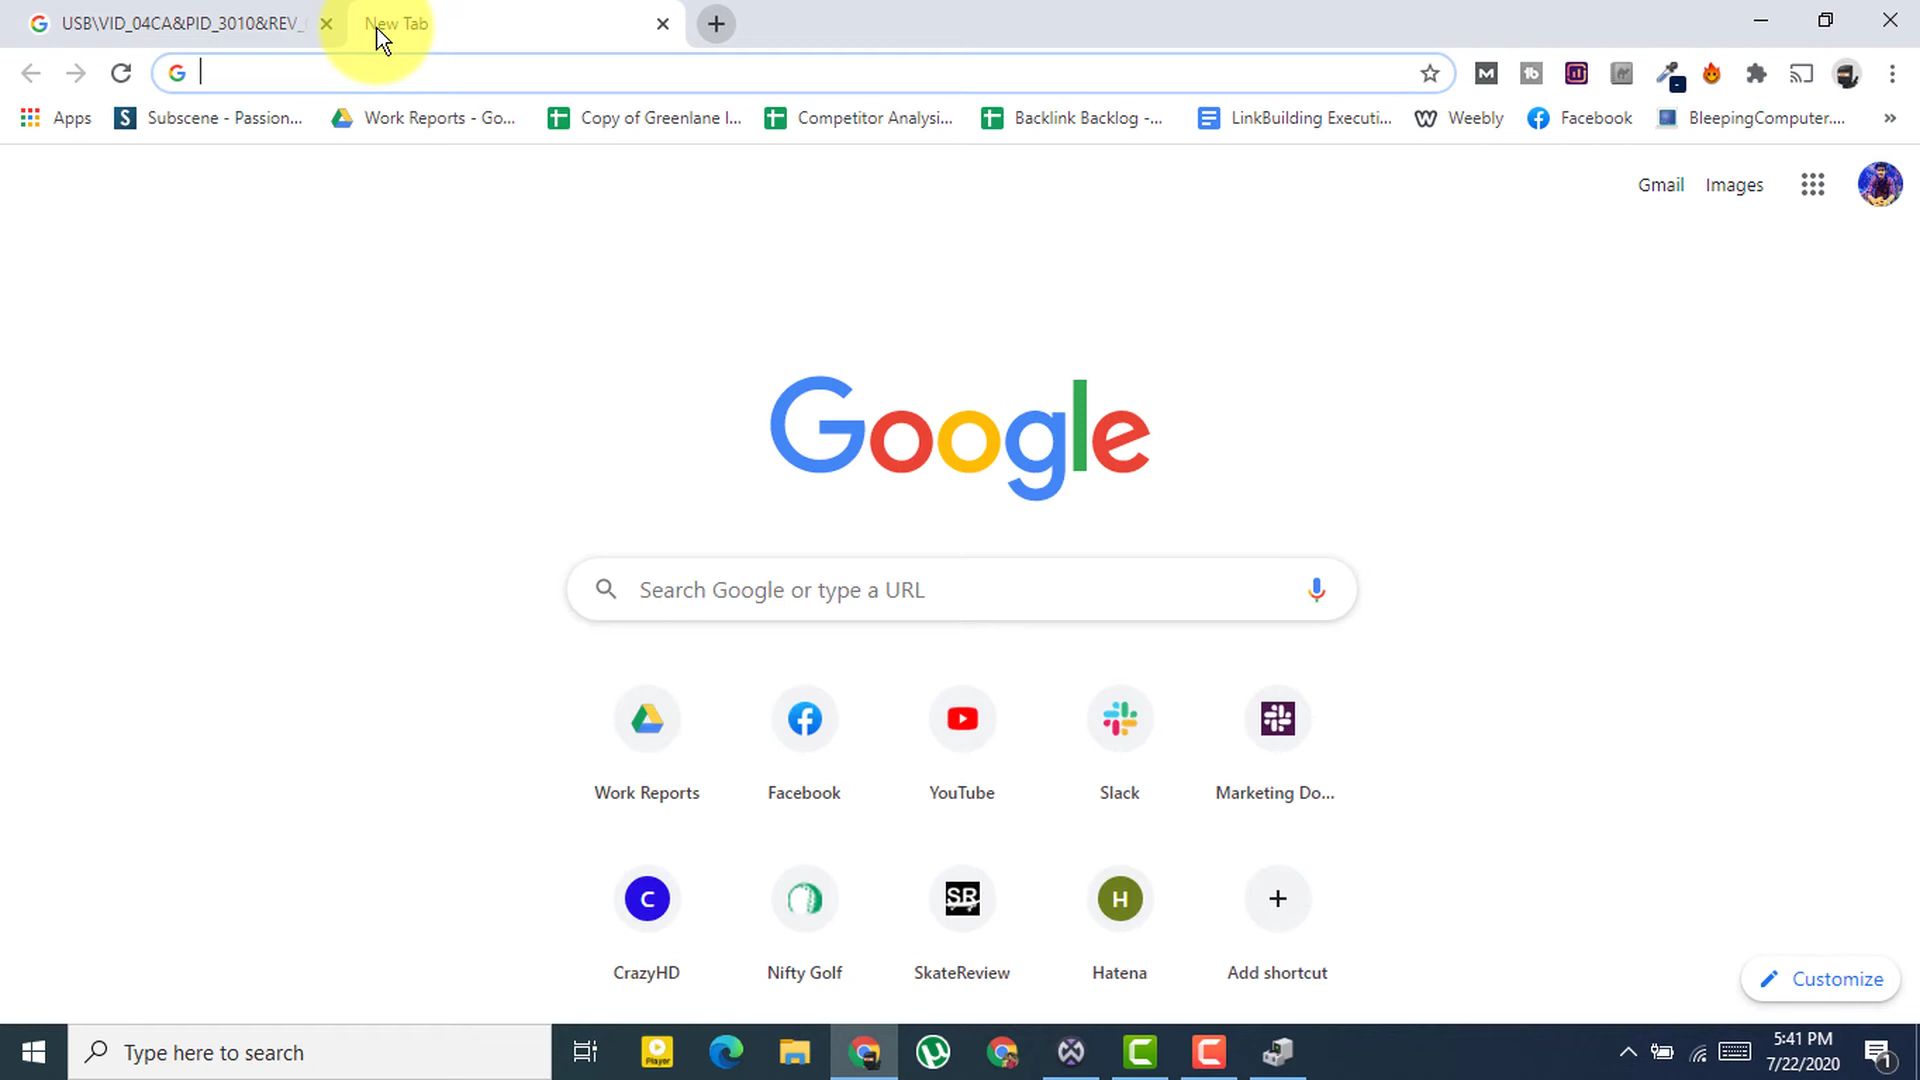 USB\VID_04CA&PID_3010&REV_
New Tab
Apps
Subscene - Passion...
Work Reports - Go...
Copy of Greenlane I...
Competitor Analysi...
Backlink Backlog -...
LinkBuilding Executi...
Weebly
Facebook
BleepingComputer....
»
Gmail Images
Google
Search Google or type a URL
Work Reports
Facebook
YouTube
Slack
Marketing Do...
C
SR
H
CrazyHD
Nifty Golf
SkateReview
Hatena
Add shortcut
Customize
Type here to search
Player
5:41 PM
7/22/2020
1